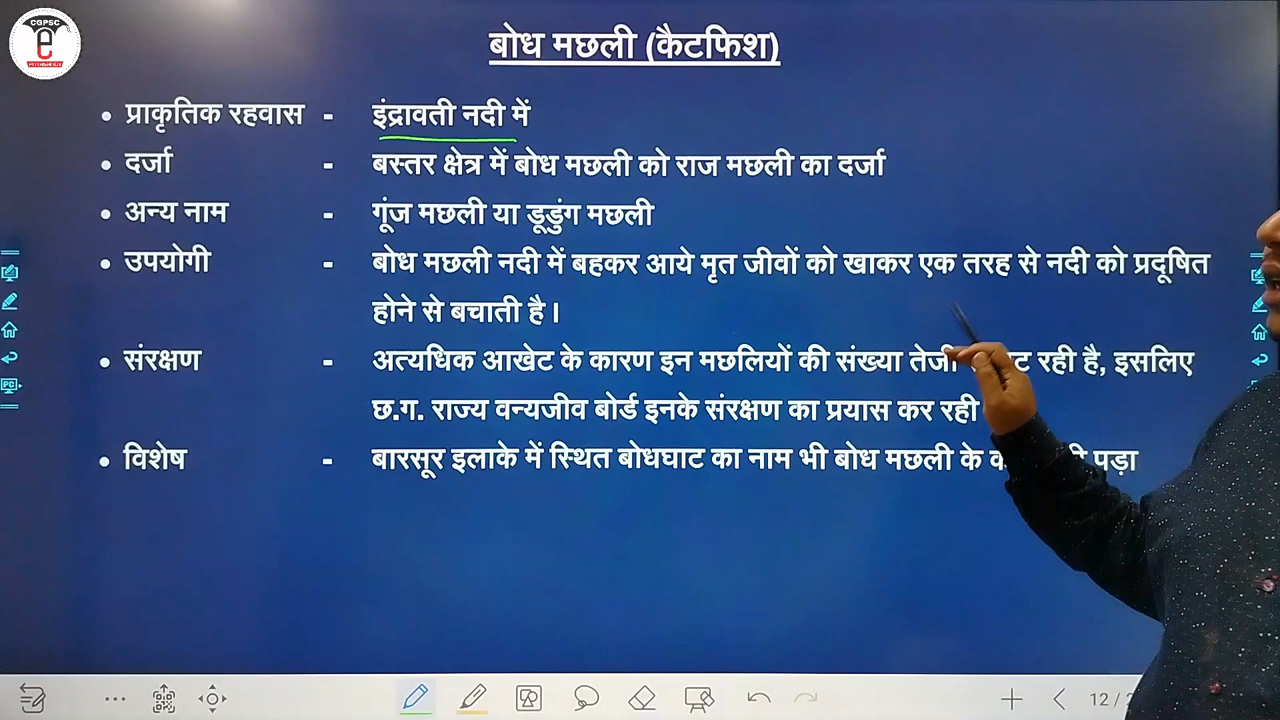 CGPSC
बोध मछली (कैटफिश)
• प्राकृतिक रहवास - इंद्रावती नदी में
• दर्जा - बस्तर क्षेत्र में बोध मछली को राज मछली का दर्जा
• अन्य नाम - गूंज मछली या डूडुंग मछली
• उपयोगी - बोध मछली नदी में बहकर आये मृत जीवों को खाकर एक तरह से नदी को प्रदूषित
होने से बचाती है।
• संरक्षण - अत्यधिक आखेट के कारण इन मछलियों की संख्या रही है, इसलिए
छ.ग. राज्य वन्यजीव बोर्ड इनके संरक्षण का प्रयास कर रही
• विशेष - बारसूर इलाके में स्थित बोधघाट का नाम भी बोध मछली के पड़ा
12 /